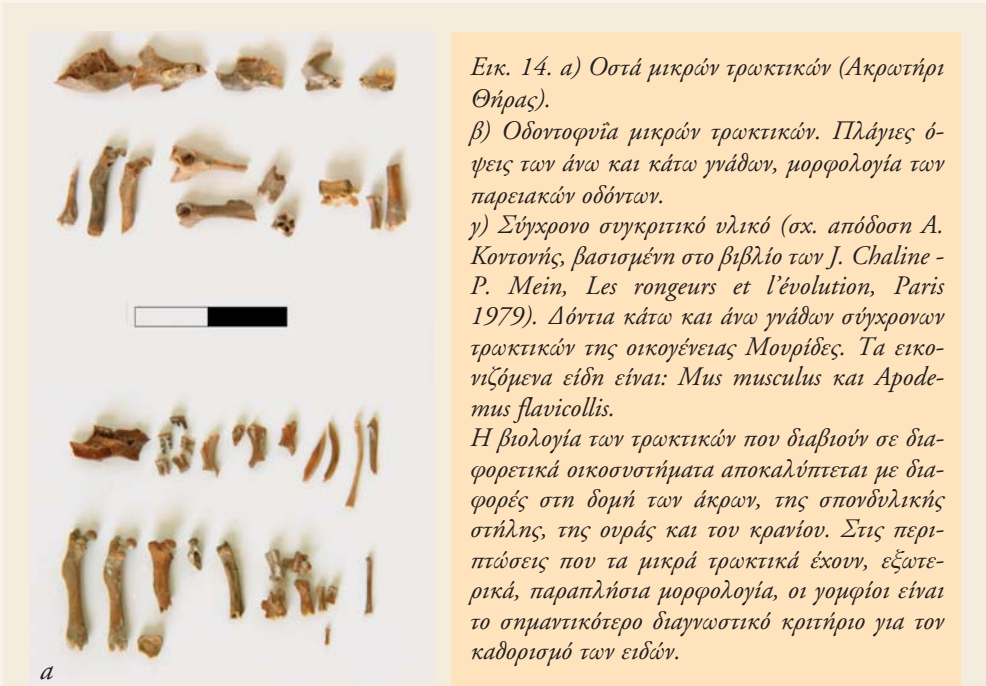 Εικ. 14. α) Οστά μικρών τρωκτικών (Ακρωτήρι
Θήρας).
β) Οδοντοφυΐα μικρών τρωκτικών. Πλάγιες ό-
ψεις των άνω και κάτω γνάθων, μορφολογία των
παρειακών οδόντων.
γ) Σύγχρονο συγκριτικό υλικό (σχ. απόδοση Α.
Κοντονής, βασισμένη στο βιβλίο των J. Chaline -
P. Mein, Les rongeurs et l’évolution, Paris
1979). Δόντια κάτω και άνω γνάθων σύγχρονων
τρωκτικών της οικογένειας Μουρίδες. Τα εικο-
νιζόμενα είδη είναι: Mus musculus και Apode-
mus flavicollis.
Η βιολογία των τρωκτικών που διαβιούν σε δια-
φορετικά οικοσυστήματα αποκαλύπτεται με δια-
φορές στη δομή των άκρων, της σπονδυλικής
στήλης, της ουράς και του κρανίου. Στις περι-
πτώσεις που τα μικρά τρωκτικά έχουν, εξωτε-
ρικά, παραπλήσια μορφολογία, οι γομφίοι είναι
το σημαντικότερο διαγνωστικό κριτήριο για τον
καθορισμό των ειδών.
α